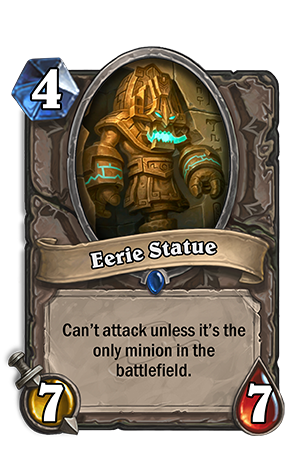 4
Eerie Statue
Can't attack unless it's the
only minion in the
battlefield.
7
7